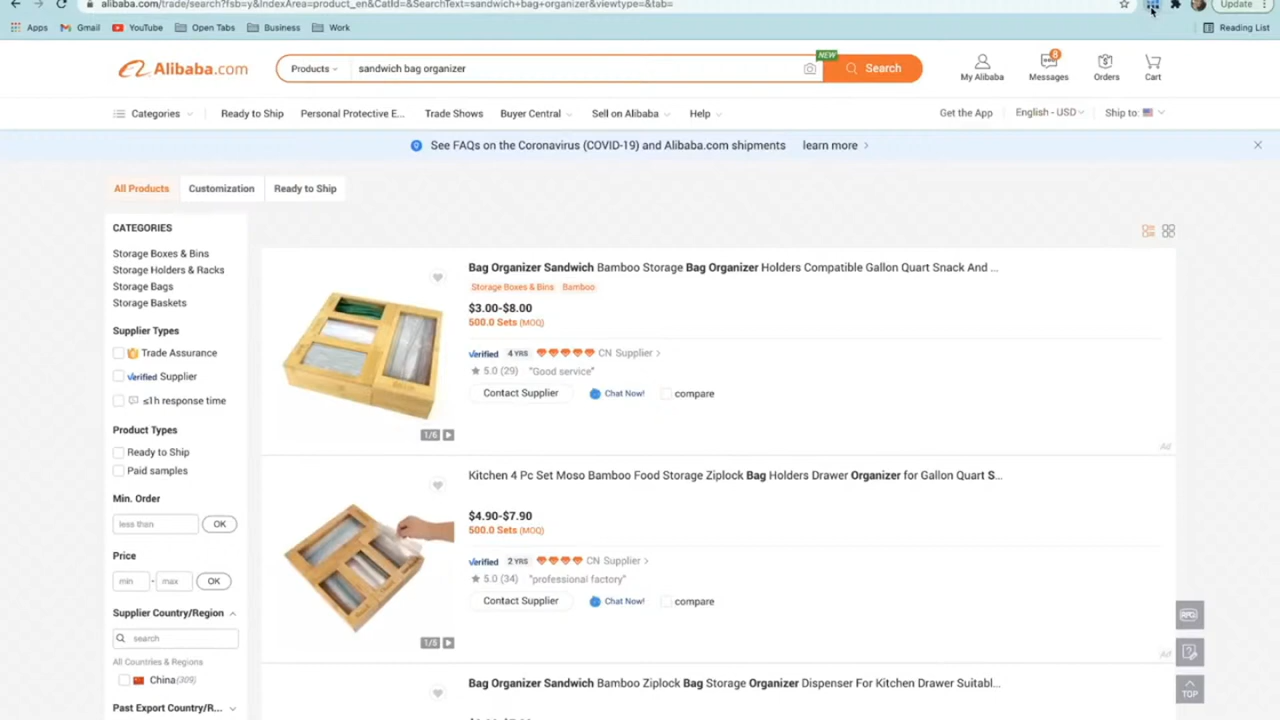 alibaba.com/trade/search?fsb=y&IndexArea=product_en&CatId=&SearchText=sandwich+bag+organizer&viewtype=&tab=
Update
Apps
Gmail
YouTube
Open Tabs
Business
Work
Reading List
Alibaba.com
Products
sandwich bag organizer
NEW
Search
My Alibaba
8
Messages
Orders
Cart
Categories
Ready to Ship
Personal Protective E...
Trade Shows
Buyer Central
Sell on Alibaba
Help
Get the App
English - USD
Ship to:
See FAQs on the Coronavirus (COVID-19) and Alibaba.com shipments
learn more
All Products
Customization
Ready to Ship
CATEGORIES
Storage Boxes & Bins
Storage Holders & Racks
Storage Bags
Storage Baskets
Supplier Types
Trade Assurance
Verified Supplier
≤1h response time
Product Types
Ready to Ship
Paid samples
Min. Order
less than
OK
Price
min
-
max
OK
Supplier Country/Region
search
All Countries & Regions
China (309)
Past Export Country/R...
Bag Organizer Sandwich Bamboo Storage Bag Organizer Holders Compatible Gallon Quart Snack And ...
Storage Boxes & Bins
Bamboo
$3.00-$8.00
500.0 Sets (MOQ)
Verified 4 YRS CN Supplier >
5.0 (29) "Good service"
Contact Supplier
Chat Now!
compare
1/6
Ad
Kitchen 4 Pc Set Moso Bamboo Food Storage Ziplock Bag Holders Drawer Organizer for Gallon Quart S...
$4.90-$7.90
500.0 Sets (MOQ)
Verified 2 YRS CN Supplier >
5.0 (34) "professional factory"
Contact Supplier
Chat Now!
compare
1/5
Ad
Bag Organizer Sandwich Bamboo Ziplock Bag Storage Organizer Dispenser For Kitchen Drawer Suitabl...
RFQ
TOP